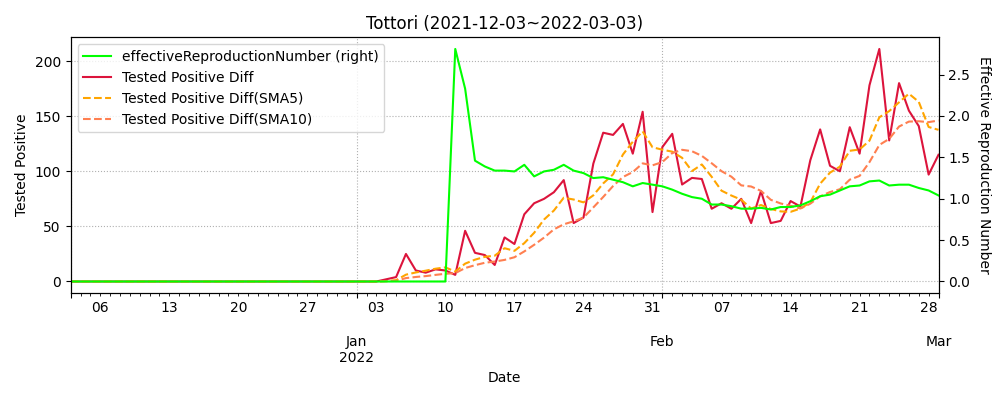 Tottori (2021-12-03~2022-03-03)
effectiveReproductionNumber (right)
Tested Positive Diff
Tested Positive Diff(SMA5)
Tested Positive Diff(SMA10)
Tested Positive
200
150
100
50
0
2.5
2.0
1.5
1.0
0.5
0.0
Effective Reproduction Number
06 13 20 27 03 10 17 24 31 07 14 21 28
Jan Feb Mar
2022
Date